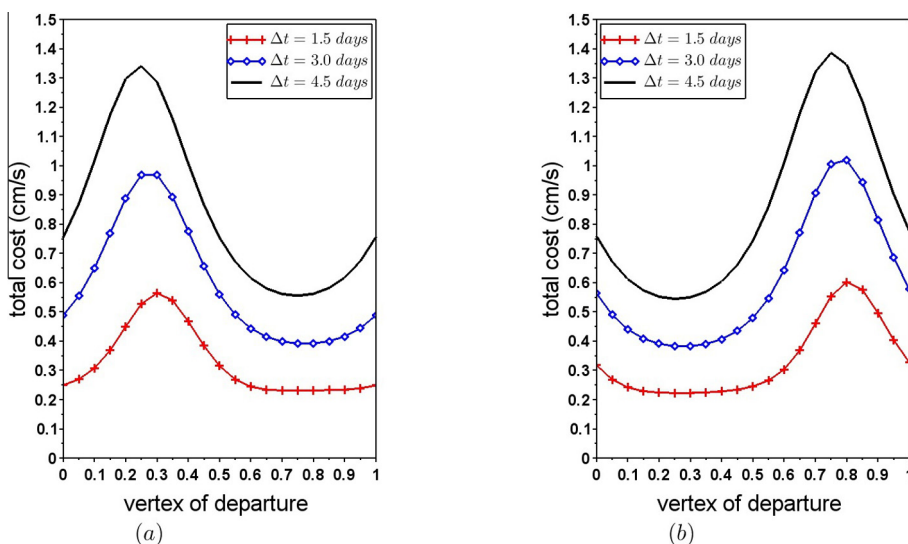 1.5
1.4
1.3
1.2
1.1
1
0.9
0.8
0.7
0.6
0.5
0.4
0.3
0.2
0.1
0
total cost (cm/s)
Δt = 1.5 days
Δt = 3.0 days
Δt = 4.5 days
0 0.1 0.2 0.3 0.4 0.5 0.6 0.7 0.8 0.9 1
vertex of departure
(a)
1.5
1.4
1.3
1.2
1.1
1
0.9
0.8
0.7
0.6
0.5
0.4
0.3
0.2
0.1
0
total cost (cm/s)
Δt = 1.5 days
Δt = 3.0 days
Δt = 4.5 days
0 0.1 0.2 0.3 0.4 0.5 0.6 0.7 0.8 0.9 1
vertex of departure
(b)